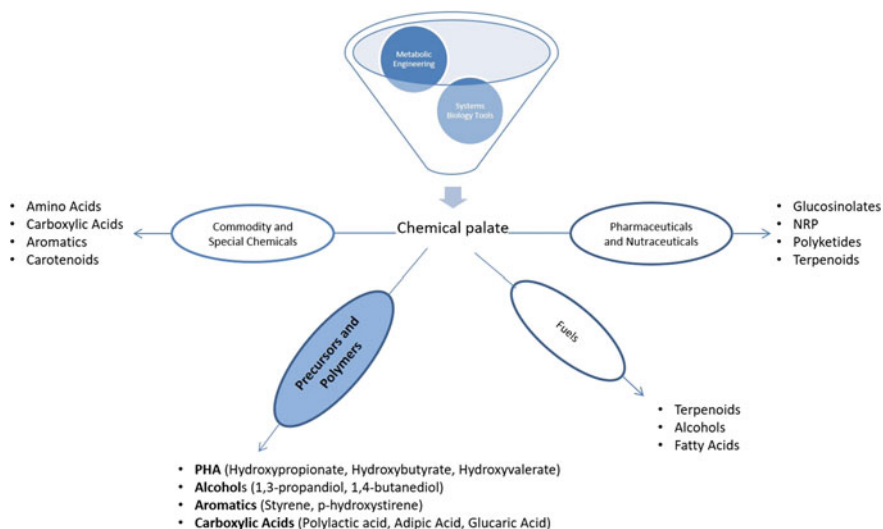 Metabolic
Engineering
Systems
Biology Tools
Chemical palate
Commodity and
Special Chemicals
• Amino Acids
• Carboxylic Acids
• Aromatics
• Carotenoids
Pharmaceuticals
and Nutraceuticals
• Glucosinolates
• NRP
• Polyketides
• Terpenoids
Precursors and
Polymers
• PHA (Hydroxypropionate, Hydroxybutyrate, Hydroxyvalerate)
• Alcohols (1,3-propandiol, 1,4-butanediol)
• Aromatics (Styrene, p-hydroxystirene)
• Carboxylic Acids (Polylactic acid, Adipic Acid, Glucaric Acid)
Fuels
• Terpenoids
• Alcohols
• Fatty Acids